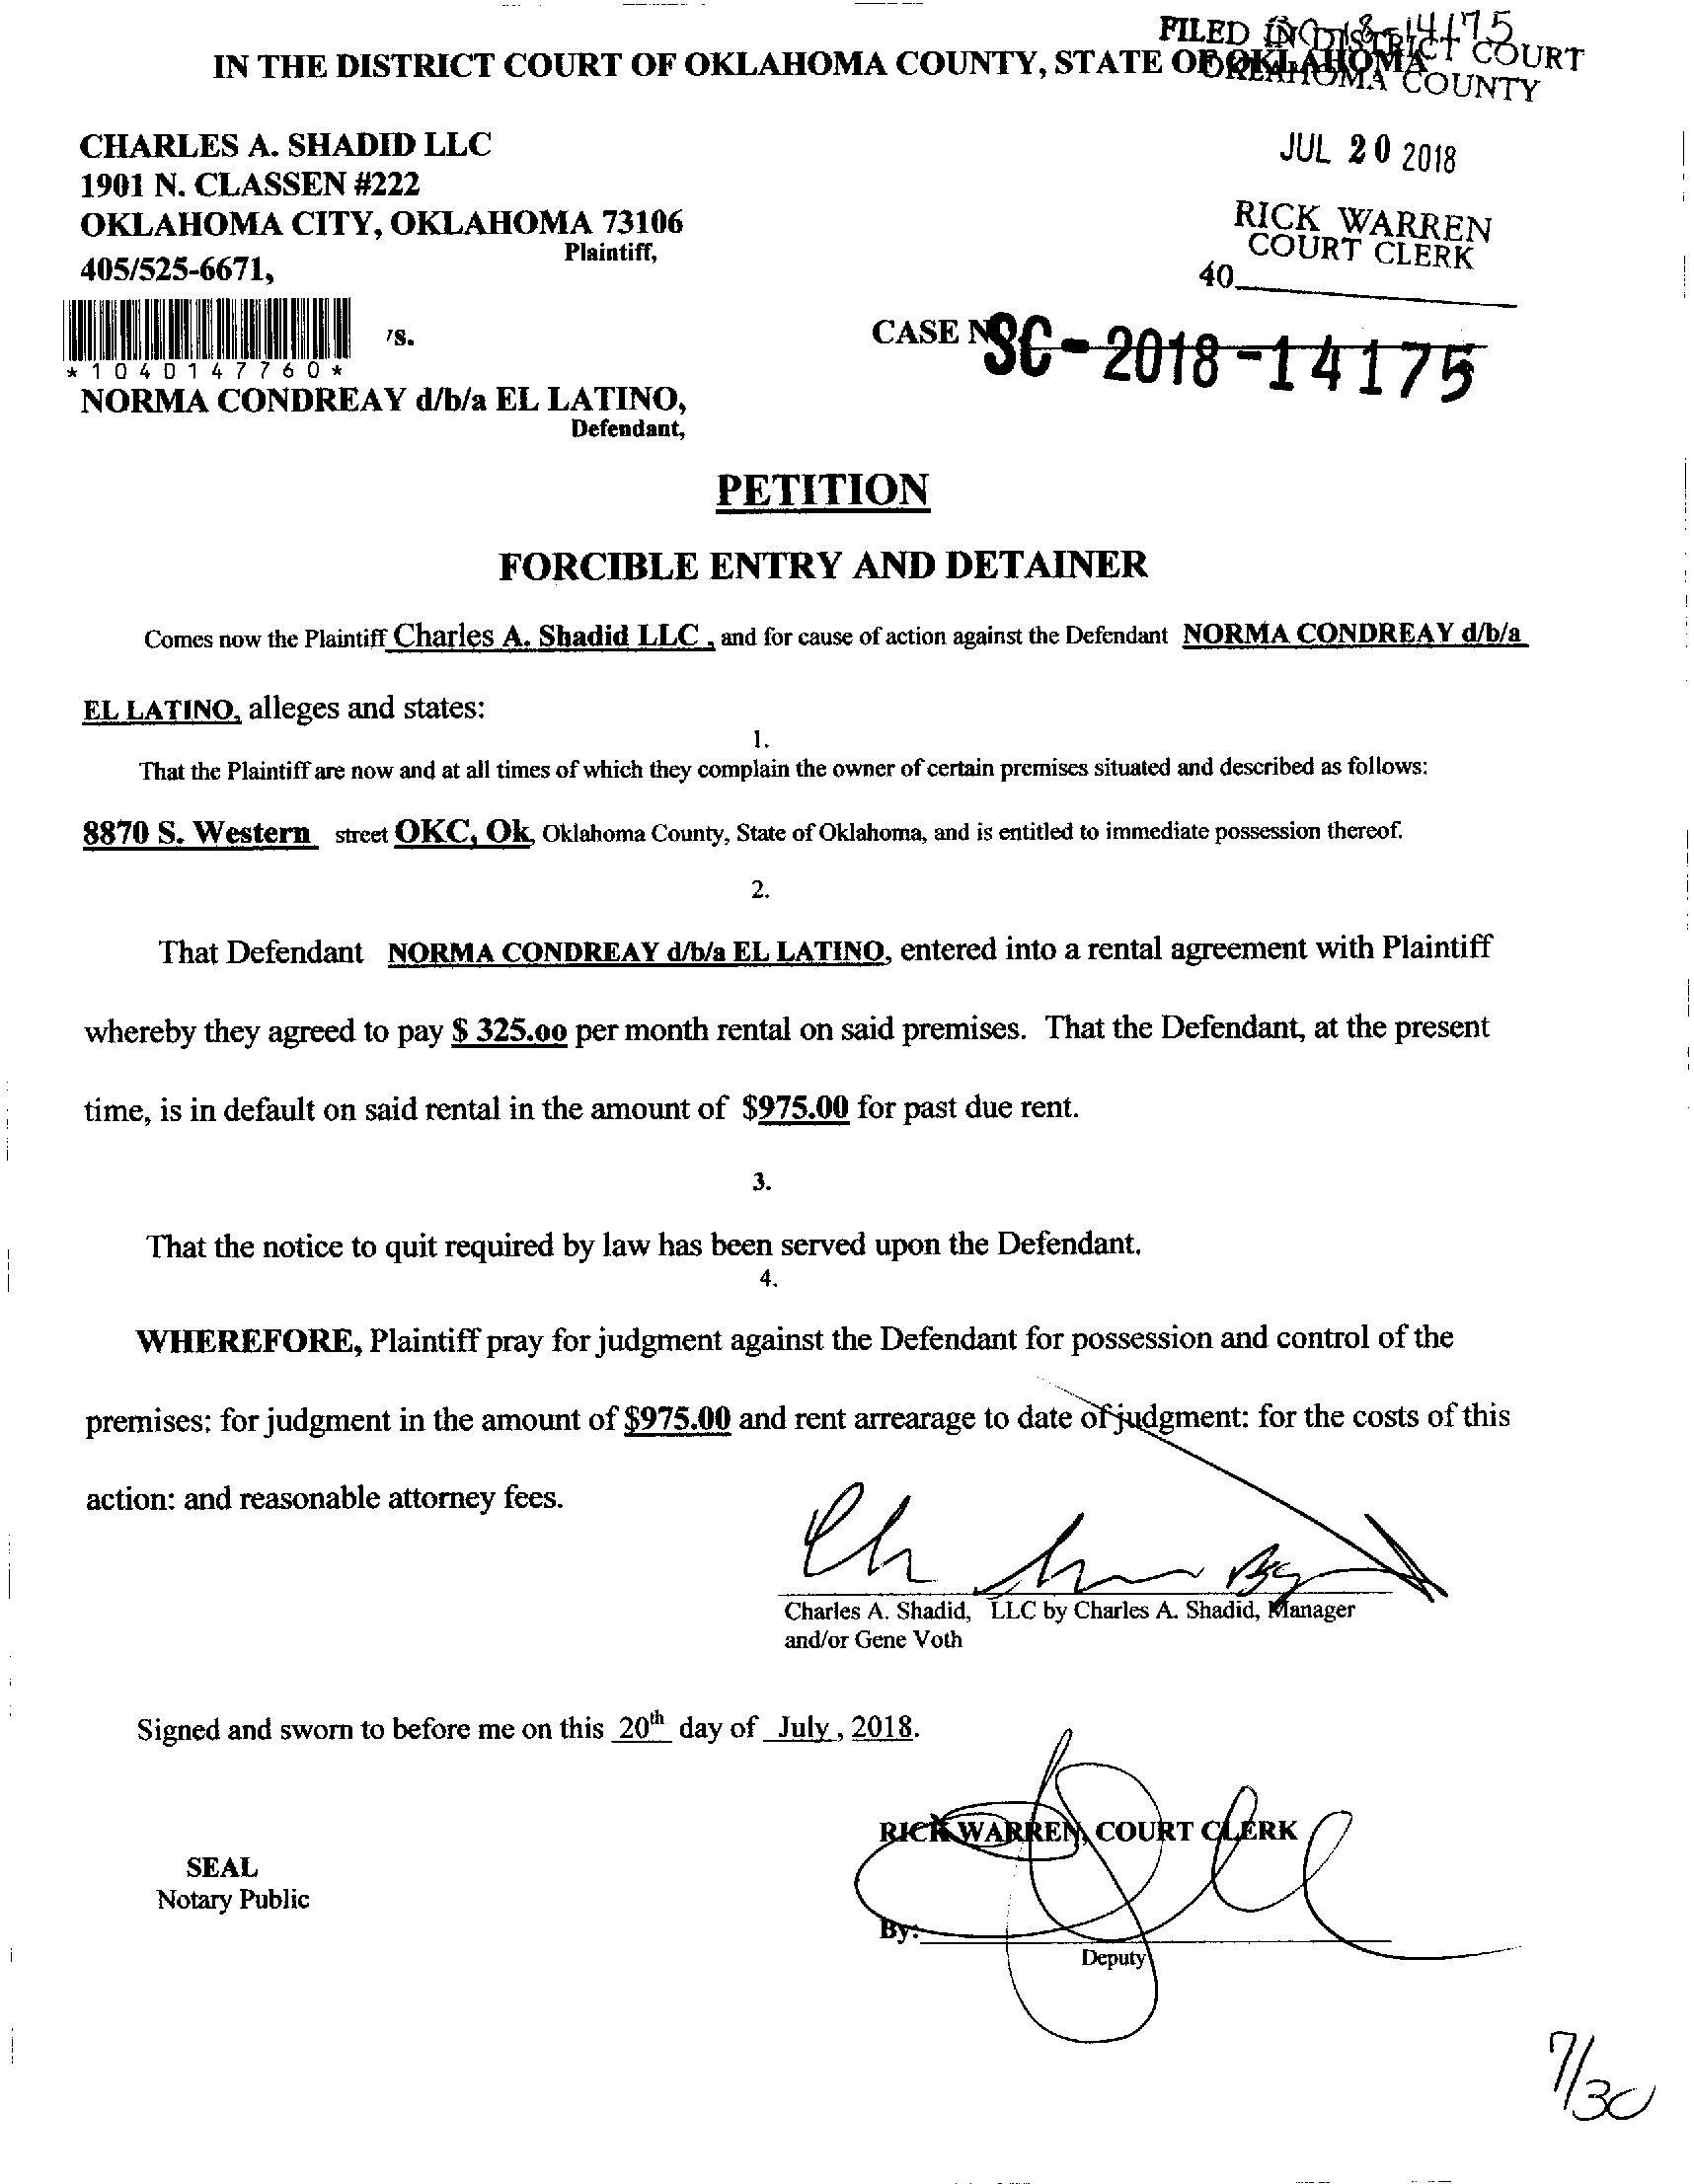 FILED IN DISTRICT COURT
IN THE DISTRICT COURT OF OKLAHOMA COUNTY, STATE OF OKLAHOMA
OKLAHOMA COUNTY
CHARLES A. SHADID LLC
JUL 20 2018
1901 N. CLASSEN #222
OKLAHOMA CITY, OKLAHOMA 73106
RICK WARREN
Plaintiff,
COURT CLERK
405/525-6671,
40
/s.
CASE N
SC-2018-14175
*1040147760*
NORMA CONDREAY d/b/a EL LATINO,
Defendant,
PETITION
FORCIBLE ENTRY AND DETAINER
Comes now the Plaintiff Charles A. Shadid LLC , and for cause of action against the Defendant NORMA CONDREAY d/b/a
EL LATINO, alleges and states:
1.
That the Plaintiff are now and at all times of which they complain the owner of certain premises situated and described as follows:
8870 S. Western street OKC, Ok, Oklahoma County, State of Oklahoma, and is entitled to immediate possession thereof.
2.
That Defendant NORMA CONDREAY d/b/a EL LATINO, entered into a rental agreement with Plaintiff
whereby they agreed to pay $ 325.oo per month rental on said premises. That the Defendant, at the present
time, is in default on said rental in the amount of $975.00 for past due rent.
3.
That the notice to quit required by law has been served upon the Defendant.
4.
WHEREFORE, Plaintiff pray for judgment against the Defendant for possession and control of the
premises: for judgment in the amount of $975.00 and rent arrearage to date of judgment: for the costs of this
action: and reasonable attorney fees.
Charles A. Shadid, LLC by Charles A. Shadid, Manager
and/or Gene Voth
Signed and sworn to before me on this 20th day of July , 2018.
RICK WARREN, COURT CLERK
SEAL
Notary Public
By:
Deputy
7/30